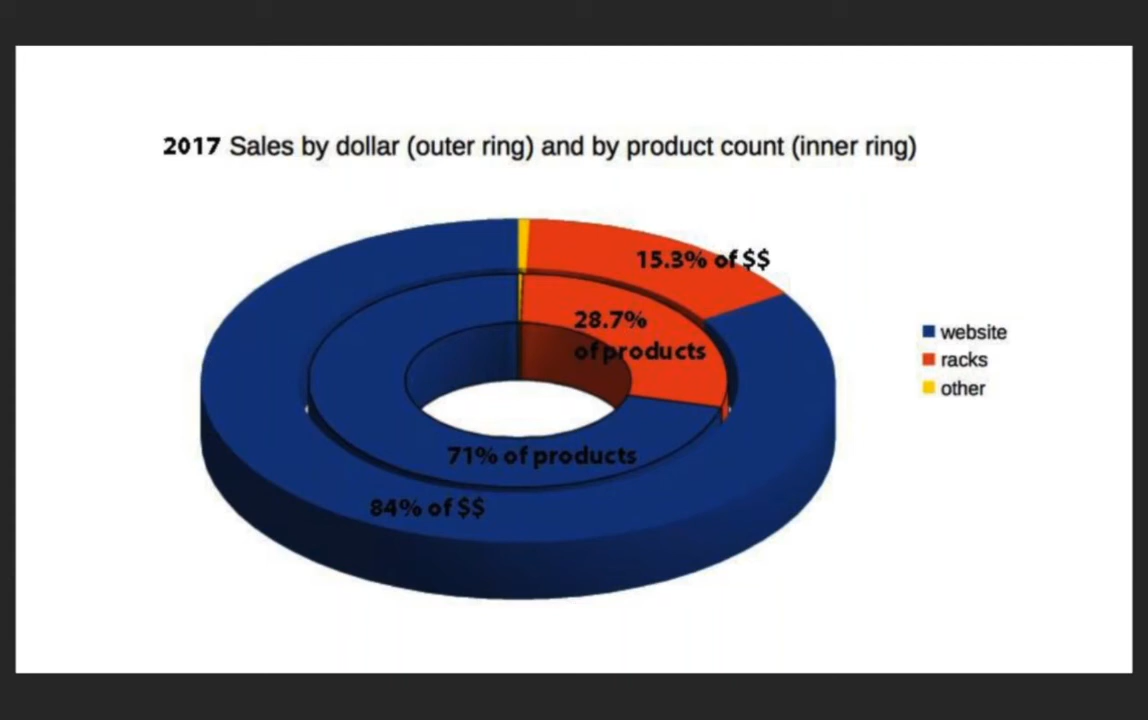 2017 Sales by dollar (outer ring) and by product count (inner ring)
15.3% of $$
28.7%
of products
website
racks
other
71% of products
84% of $$